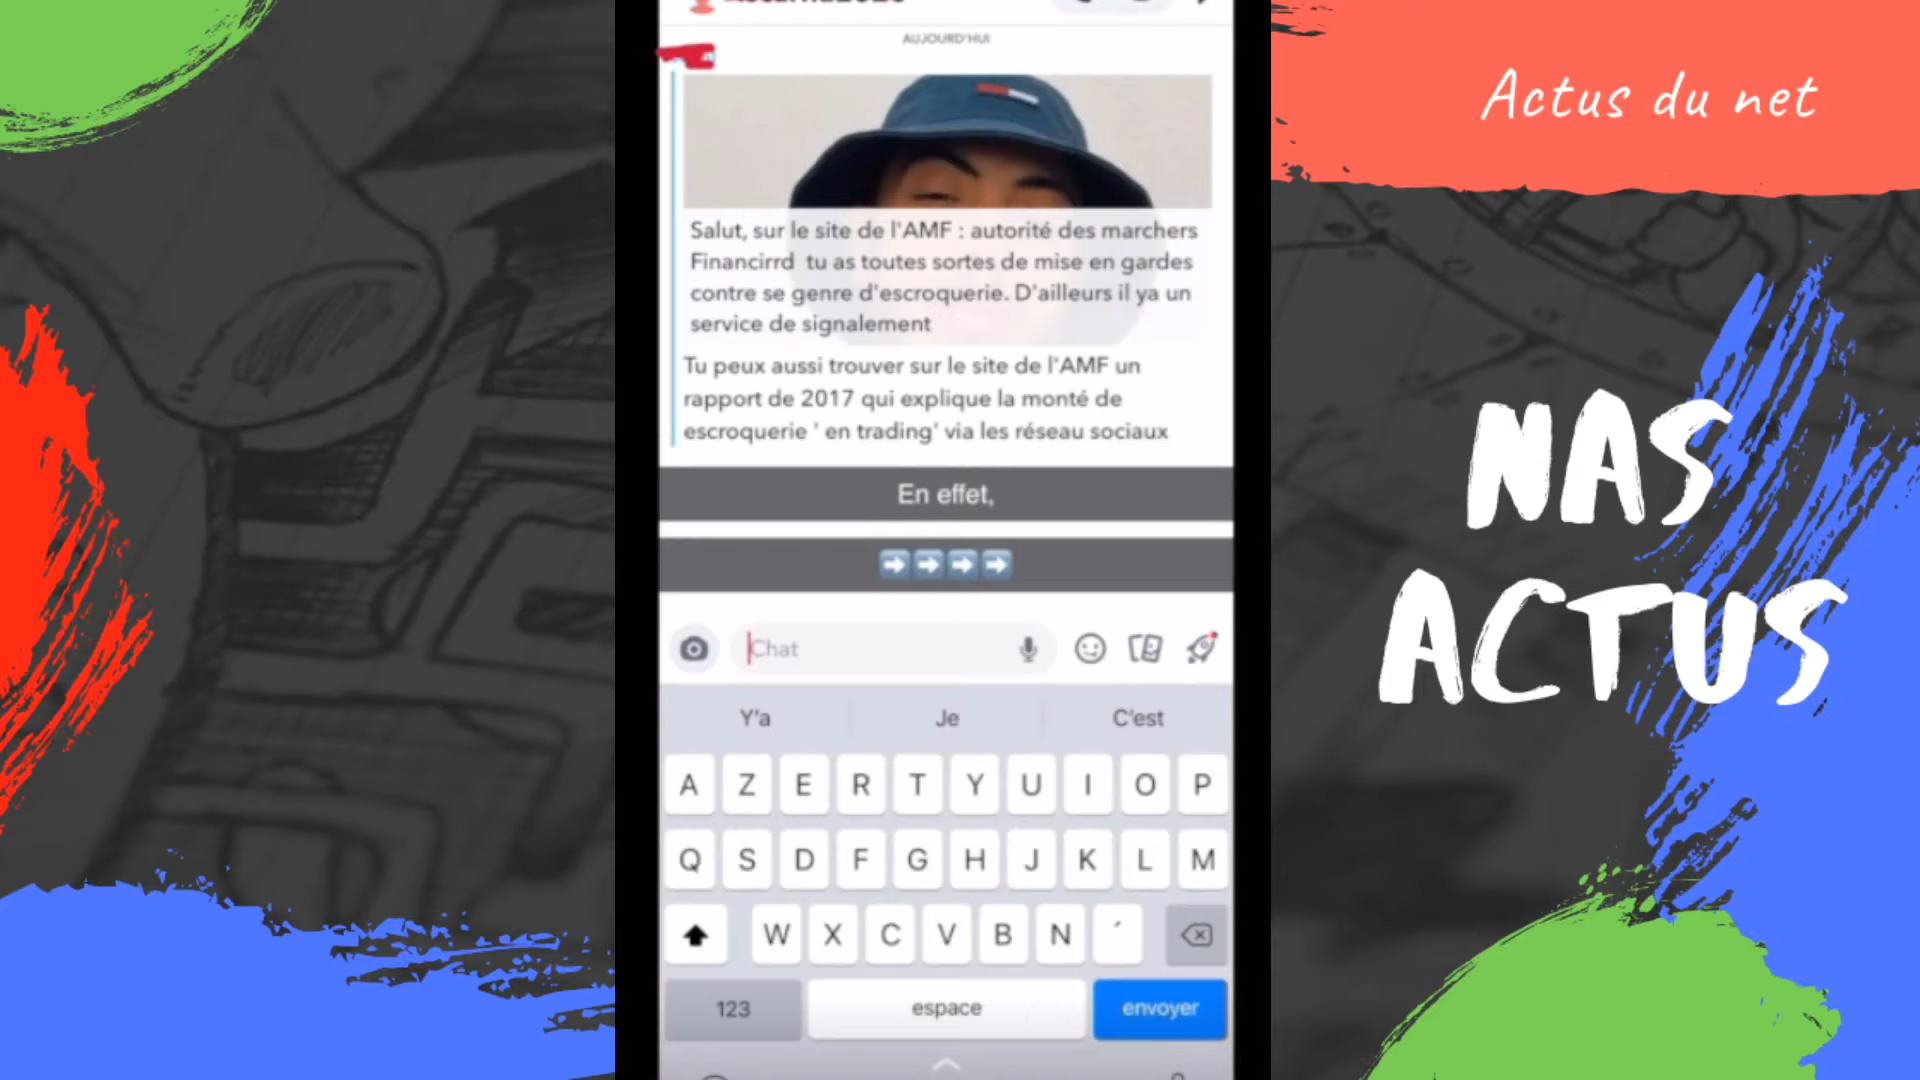 AUJOURD'HUI
Salut, sur le site de l'AMF : autorité des marchers
Financirrd tu as toutes sortes de mise en gardes
contre se genre d'escroquerie. D'ailleurs il ya un
service de signalement
Tu peux aussi trouver sur le site de l'AMF un
rapport de 2017 qui explique la monté de
escroquerie ' en trading' via les réseau sociaux
En effet,
➡️➡️➡️➡️
Chat
Y'a Je C'est
A Z E R T Y U I O P
Q S D F G H J K L M
W X C V B N ´
123 espace envoyer
Actus du net
NAS
ACTUS